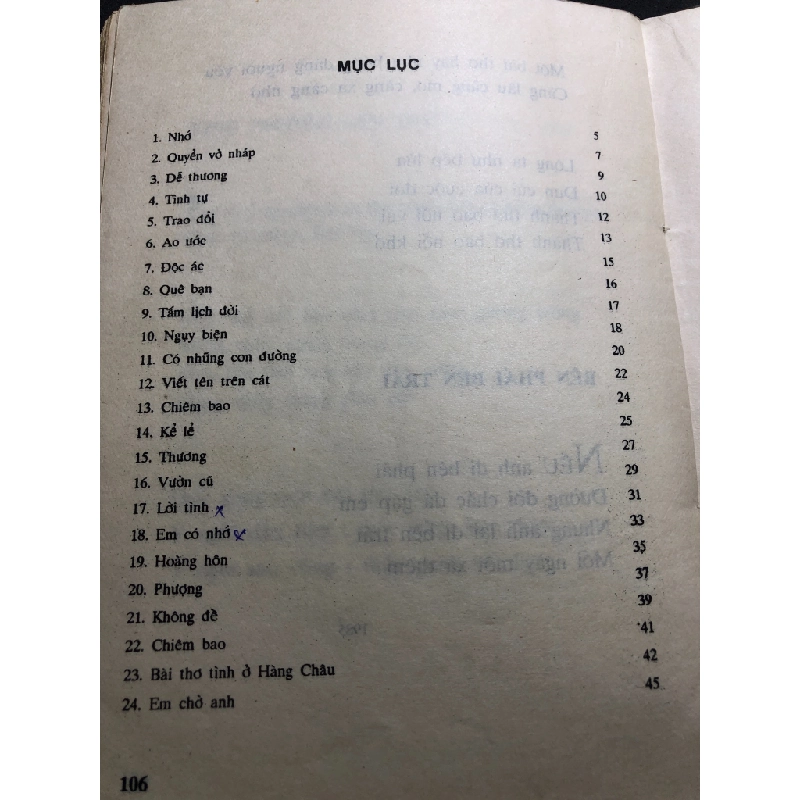 MỤC LỤC
1. Nhớ 5
2. Quyển vở nháp 7
3. Dễ thương 9
4. Tình tự 10
5. Trao đổi 12
6. Ao ước 13
7. Độc ác 15
8. Quê bạn 16
9. Tấm lịch đời 17
10. Ngụy biện 18
11. Có những con đường 20
12. Viết tên trên cát 22
13. Chiêm bao 24
14. Kể lể 25
15. Thương 27
16. Vườn cũ 29
17. Lời tình x 31
18. Em có nhớ x 33
19. Hoàng hôn 35
20. Phượng 37
21. Không đề 39
22. Chiêm bao 41
23. Bài thơ tình ở Hàng Châu 42
24. Em chờ anh 45
106